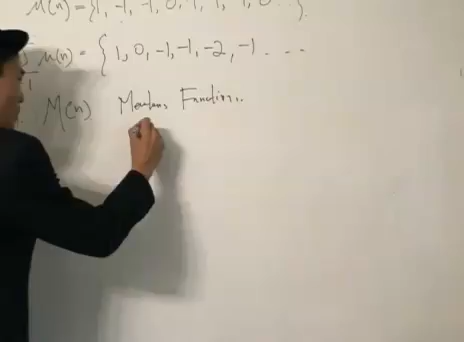 μ(n) = {1, -1, -1, 0, -1, 1, -1, 0 ...}
μ(n) = {1, 0, -1, -1, -2, -1 ...
M(n) Mertens Function.